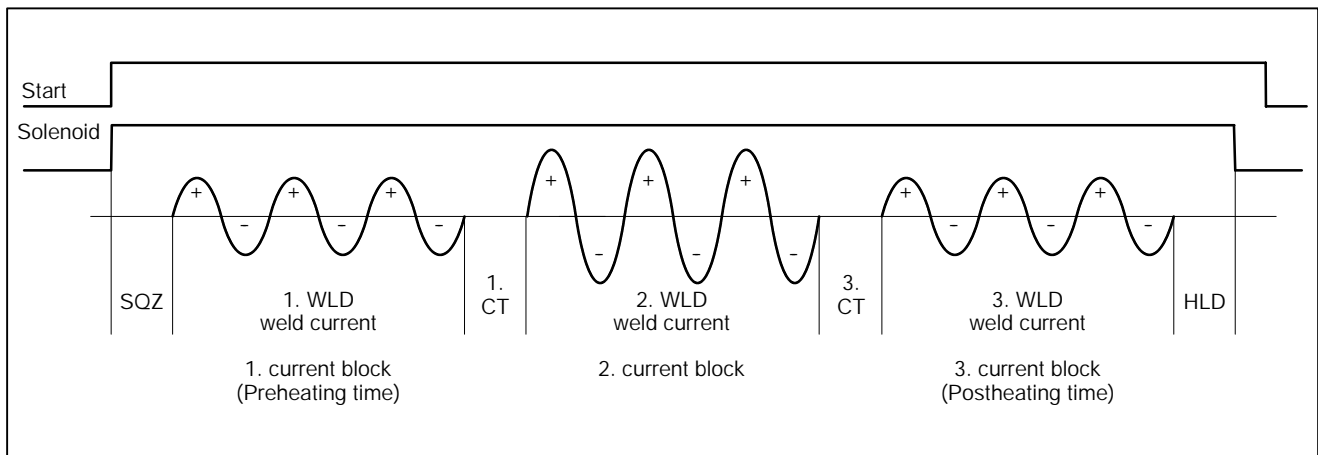 Start
Solenoid
+ + + + + + + + +
- - - - - - - - -
SQZ
1. WLD
weld current
1.
CT
2. WLD
weld current
3.
CT
3. WLD
weld current
HLD
1. current block
(Preheating time)
2. current block
3. current block
(Postheating time)